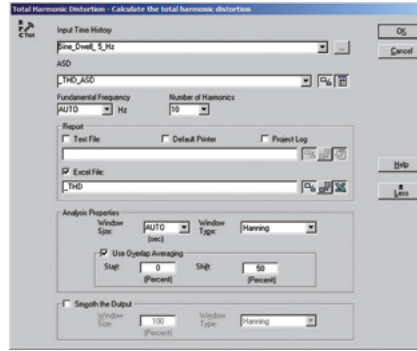 Total Harmonic Distortion - Calculate the total harmonic distortion
R
P
C Tool
Input Time History
Sine_Dwell_ 5_Hz
...
OK
Cancel
ASD
_THD_ASD
Fundamental Frequency
Number of Harmonics
AUTO
Hz
10
Report
Text File:
Default Printer
Project Log
Excel File:
_THD
Help
Less
Analysis Properties
Window Size:
AUTO
(sec)
Window Type:
Hanning
Use Overlap Averaging
Start:
0
(Percent)
Shift:
50
(Percent)
Smooth the Output
Window Size:
100
(Percent)
Window Type:
Hanning